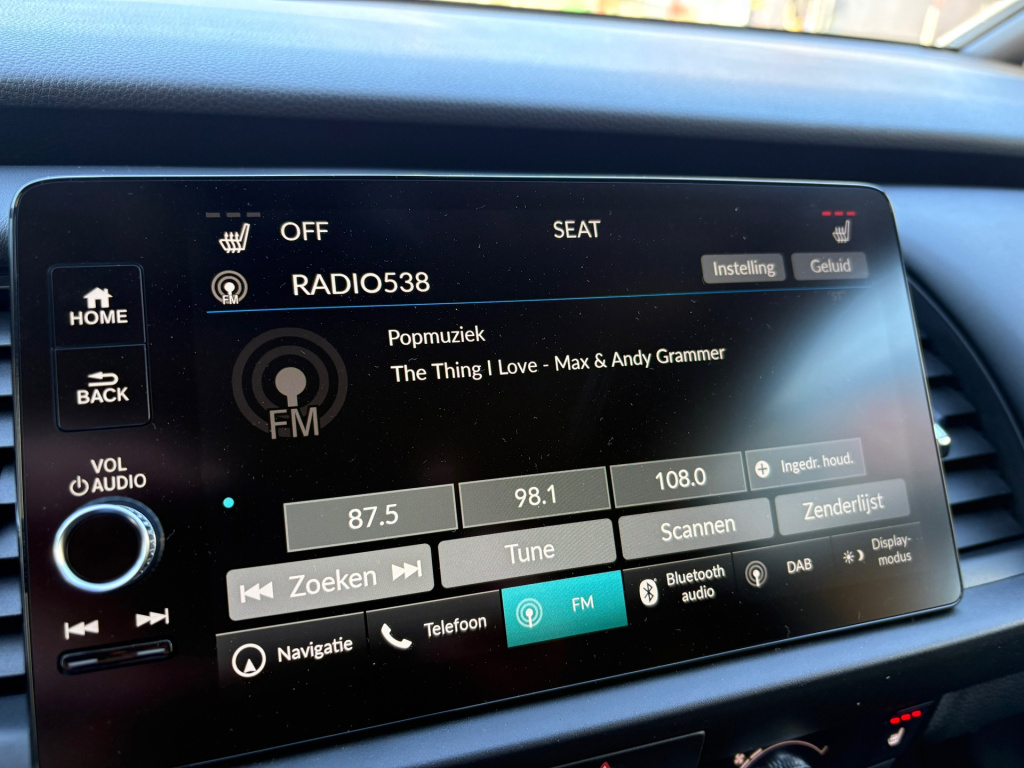 OFF
SEAT
FM
RADIO538
Instelling
Geluid
HOME
Popmuziek
The Thing I Love - Max & Andy Grammer
BACK
FM
VOL
AUDIO
87.5
98.1
108.0
Ingedr. houd.
Zoeken
Tune
Scannen
Zenderlijst
Navigatie
Telefoon
FM
Bluetooth
audio
DAB
Display-
modus